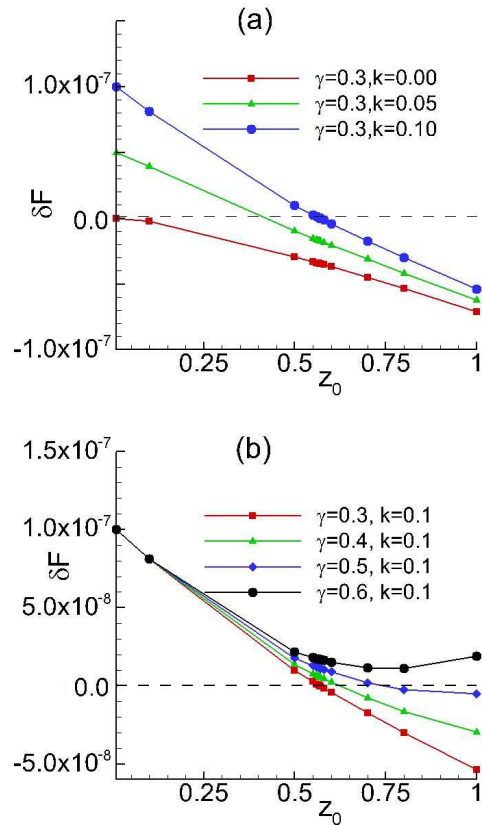 (a)
1.0x10⁻⁷
γ=0.3,k=0.00
γ=0.3,k=0.05
γ=0.3,k=0.10
δF
0.0
-1.0x10⁻⁷
0.25
0.5
0.75
1
z₀
(b)
1.5x10⁻⁷
1.0x10⁻⁷
γ=0.3, k=0.1
γ=0.4, k=0.1
γ=0.5, k=0.1
γ=0.6, k=0.1
δF
5.0x10⁻⁸
0.0
-5.0x10⁻⁸
0.25
0.5
0.75
1
z₀